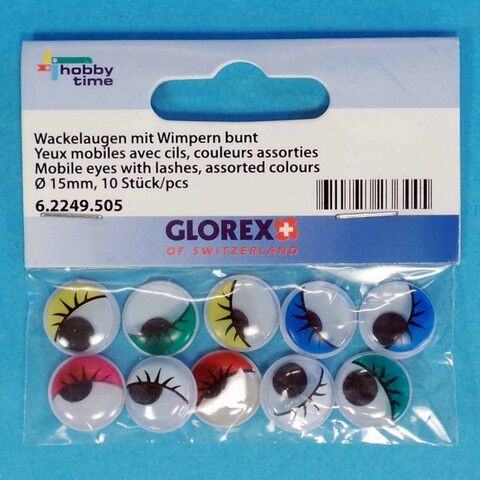 hobby
time
Wackelaugen mit Wimpern bunt
Yeux mobiles avec cils, couleurs assorties
Mobile eyes with lashes, assorted colours
Ø 15mm, 10 Stück/pcs
6.2249.505
GLOREX
OF SWITZERLAND